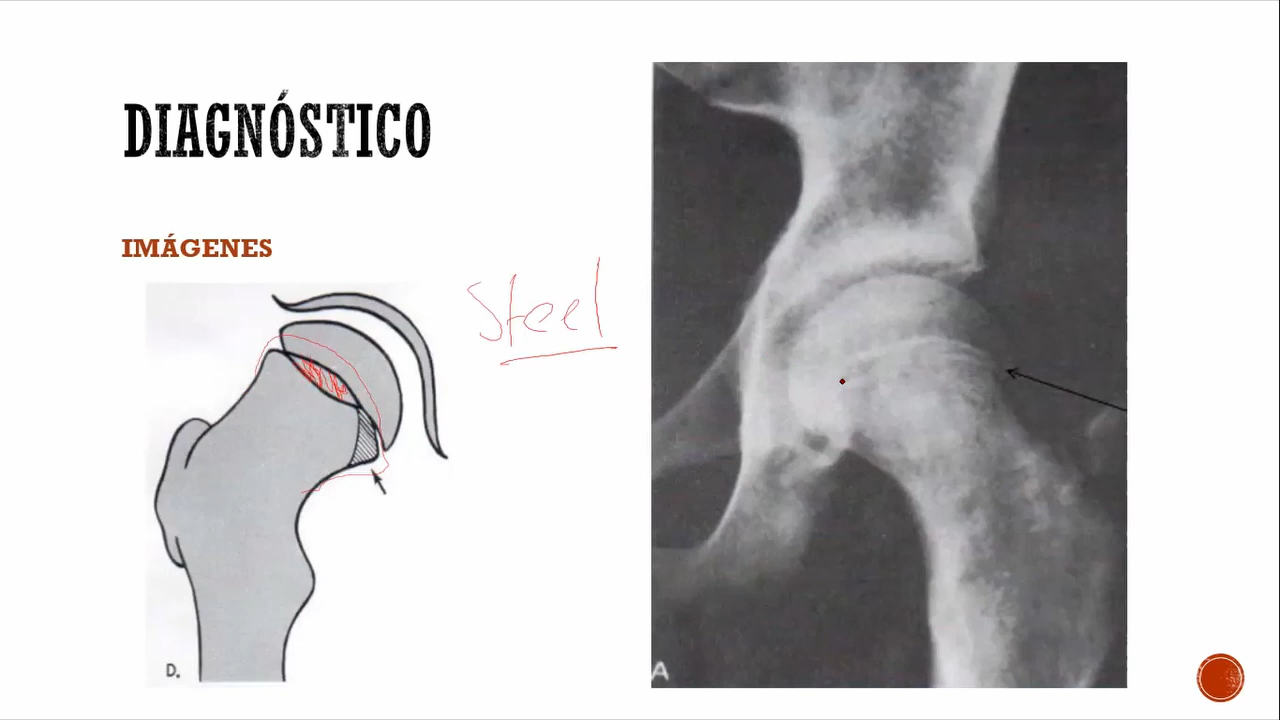 DIAGNÓSTICO
IMÁGENES
Steel
D.
A